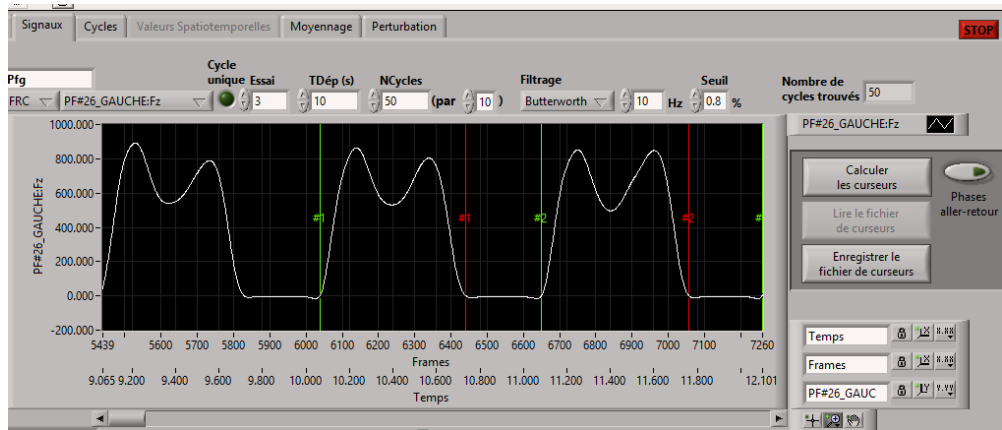 Signaux Cycles Valeurs Spatiotemporelles Moyennage Perturbation STOP
Pfg
Cycle unique Essai TDép (s) NCycles Filtrage Seuil Nombre de cycles trouvés 50
FRC PF#26_GAUCHE:Fz 3 10 50 (par 10 ) Butterworth 10 Hz 0.8 %
PF#26_GAUCHE:Fz
1000.000
800.000
600.000
400.000
200.000
0.000
-200.000
PF#26_GAUCHE:Fz
#1 #1 #2 #2 #
5439 5600 5700 5800 5900 6000 6100 6200 6300 6400 6500 6600 6700 6800 6900 7000 7100 7260
Frames
9.065 9.200 9.400 9.600 9.800 10.000 10.200 10.400 10.600 10.800 11.000 11.200 11.400 11.600 11.800 12.101
Temps
Calculer
les curseurs
Lire le fichier
de curseurs
Enregistrer le
fichier de curseurs
Phases
aller-retour
Temps X X.XX
Frames X X.XX
PF#26_GAUC Y Y.YY